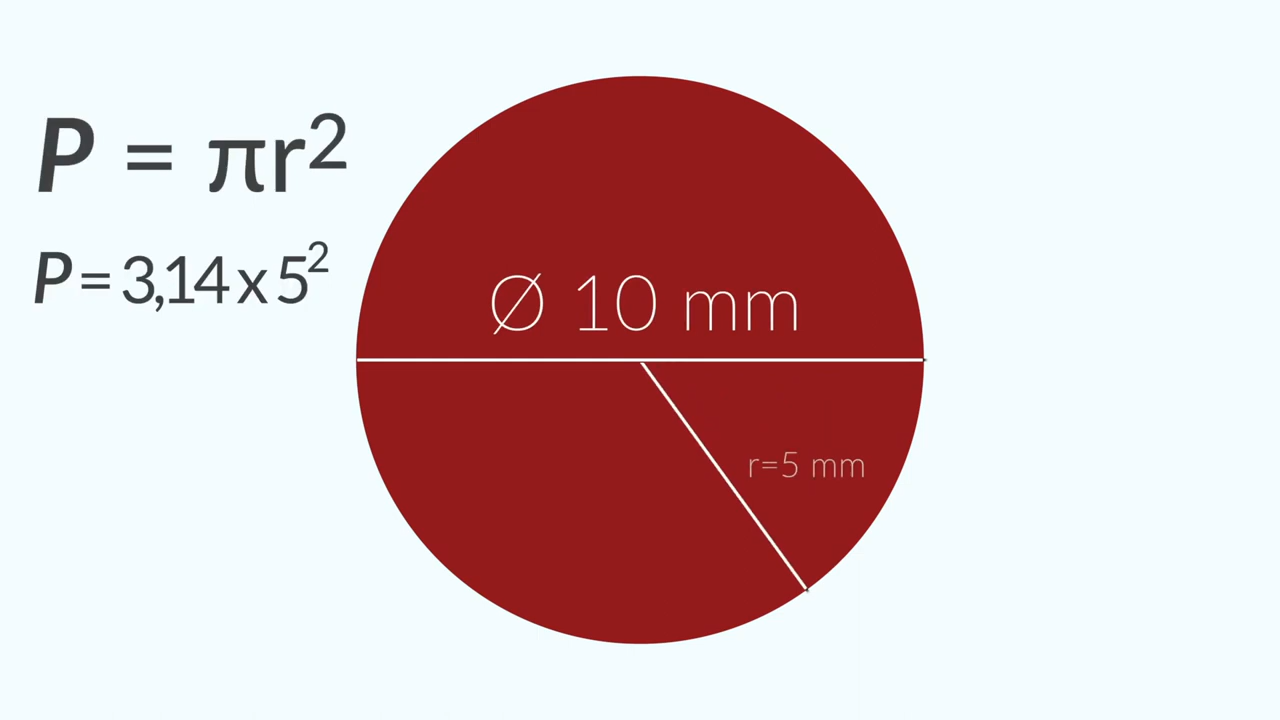 P = πr²
P = 3,14 x 5²
Ø 10 mm
r=5 mm